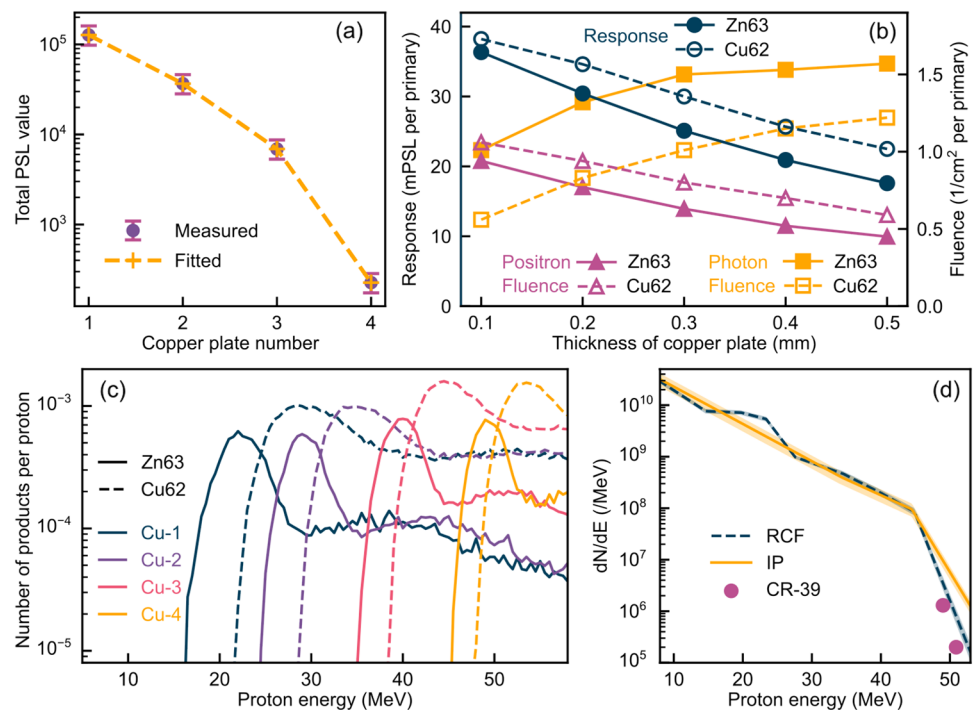 (a)
Total PSL value
10^5
10^4
10^3
Measured
Fitted
1 2 3 4
Copper plate number
(b)
Response (mPSL per primary)
40
30
20
10
0
Response
Zn63
Cu62
Positron
Fluence
Zn63
Cu62
Photon
Fluence
Zn63
Cu62
0.1 0.2 0.3 0.4 0.5
Thickness of copper plate (mm)
1.5
1.0
0.5
0.0
Fluence (1/cm² per primary)
(c)
Number of products per proton
10^-3
10^-4
10^-5
Zn63
Cu62
Cu-1
Cu-2
Cu-3
Cu-4
10 20 30 40 50
Proton energy (MeV)
(d)
dN/dE (/MeV)
10^10
10^9
10^8
10^7
10^6
10^5
RCF
IP
CR-39
10 20 30 40 50
Proton energy (MeV)